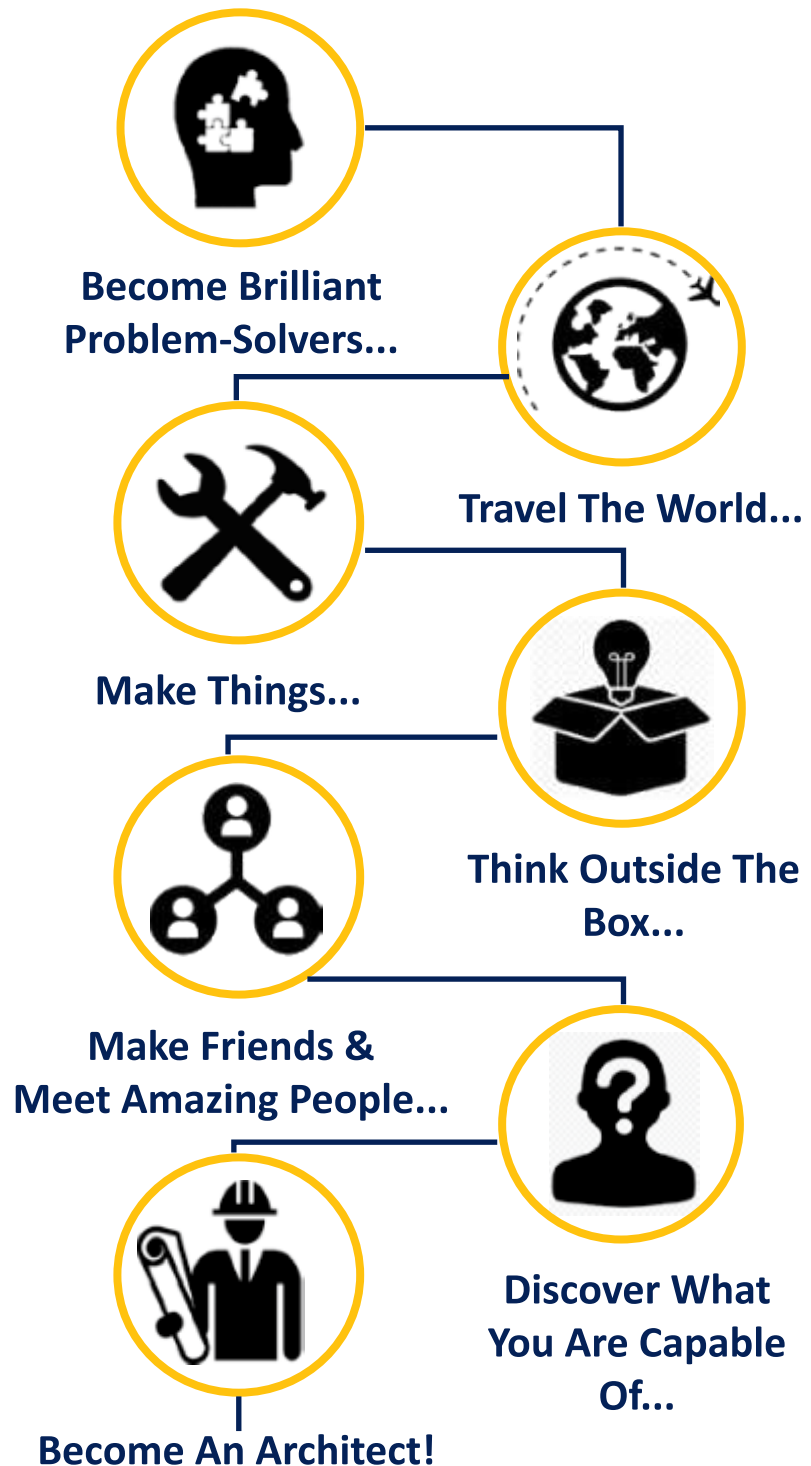 Become Brilliant
Problem-Solvers...
Travel The World...
Make Things...
Think Outside The
Box...
Make Friends &
Meet Amazing People...
?
Discover What
You Are Capable
Of...
Become An Architect!